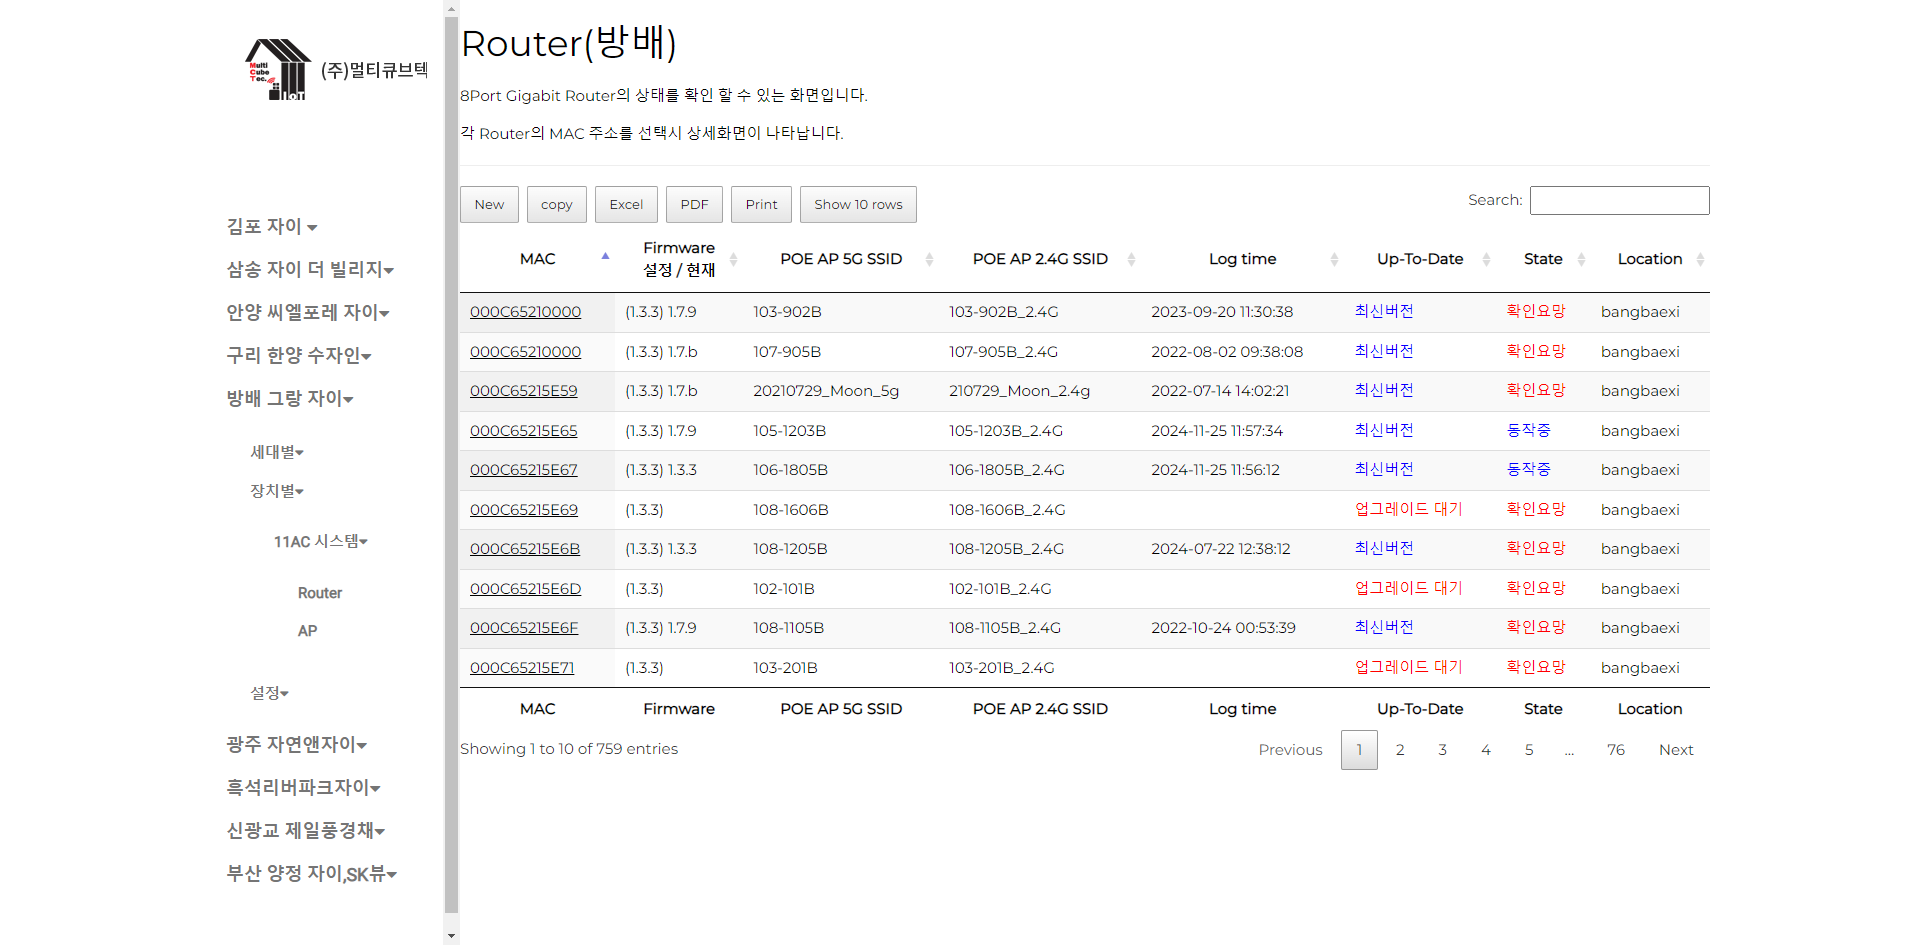 Multi
Cube
Tec.
IoT
(주)멀티큐브텍
김포 자이
삼송 자이 더 빌리지
안양 씨엘포레 자이
구리 한양 수자인
방배 그랑 자이
세대별
장치별
11AC 시스템
Router
AP
설정
광주 자연앤자이
흑석리버파크자이
신광교 제일풍경채
부산 양정 자이,SK뷰
Router(방배)
8Port Gigabit Router의 상태를 확인 할 수 있는 화면입니다.
각 Router의 MAC 주소를 선택시 상세화면이 나타납니다.
New copy Excel PDF Print Show 10 rows Search:
MAC Firmware 설정 / 현재 POE AP 5G SSID POE AP 2.4G SSID Log time Up-To-Date State Location
000C65210000 (1.3.3) 1.7.9 103-902B 103-902B_2.4G 2023-09-20 11:30:38 최신버전 확인요망 bangbaexi
000C65210000 (1.3.3) 1.7.b 107-905B 107-905B_2.4G 2022-08-02 09:38:08 최신버전 확인요망 bangbaexi
000C65215E59 (1.3.3) 1.7.b 20210729_Moon_5g 210729_Moon_2.4g 2022-07-14 14:02:21 최신버전 확인요망 bangbaexi
000C65215E65 (1.3.3) 1.7.9 105-1203B 105-1203B_2.4G 2024-11-25 11:57:34 최신버전 동작중 bangbaexi
000C65215E67 (1.3.3) 1.3.3 106-1805B 106-1805B_2.4G 2024-11-25 11:56:12 최신버전 동작중 bangbaexi
000C65215E69 (1.3.3) 108-1606B 108-1606B_2.4G 업그레이드 대기 확인요망 bangbaexi
000C65215E6B (1.3.3) 1.3.3 108-1205B 108-1205B_2.4G 2024-07-22 12:38:12 최신버전 확인요망 bangbaexi
000C65215E6D (1.3.3) 102-101B 102-101B_2.4G 업그레이드 대기 확인요망 bangbaexi
000C65215E6F (1.3.3) 1.7.9 108-1105B 108-1105B_2.4G 2022-10-24 00:53:39 최신버전 확인요망 bangbaexi
000C65215E71 (1.3.3) 103-201B 103-201B_2.4G 업그레이드 대기 확인요망 bangbaexi
MAC Firmware POE AP 5G SSID POE AP 2.4G SSID Log time Up-To-Date State Location
Showing 1 to 10 of 759 entries Previous 1 2 3 4 5 ... 76 Next